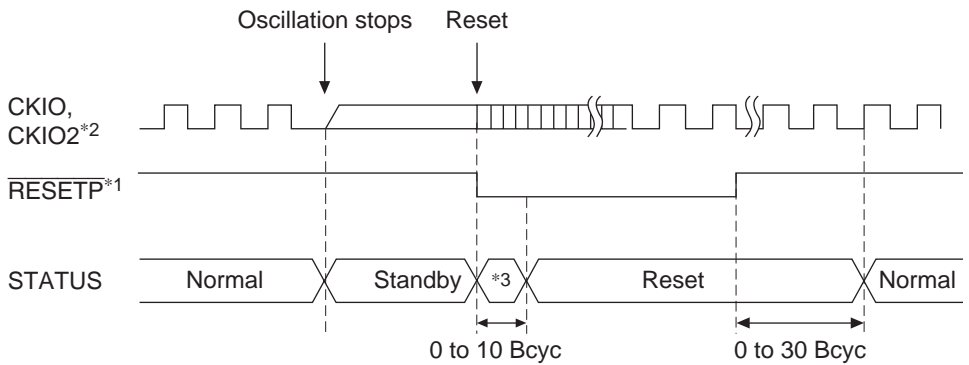 Oscillation stops Reset
CKIO,
CKIO2*2
RESETP*1
STATUS Normal Standby *3 Reset Normal
0 to 10 Bcyc 0 to 30 Bcyc